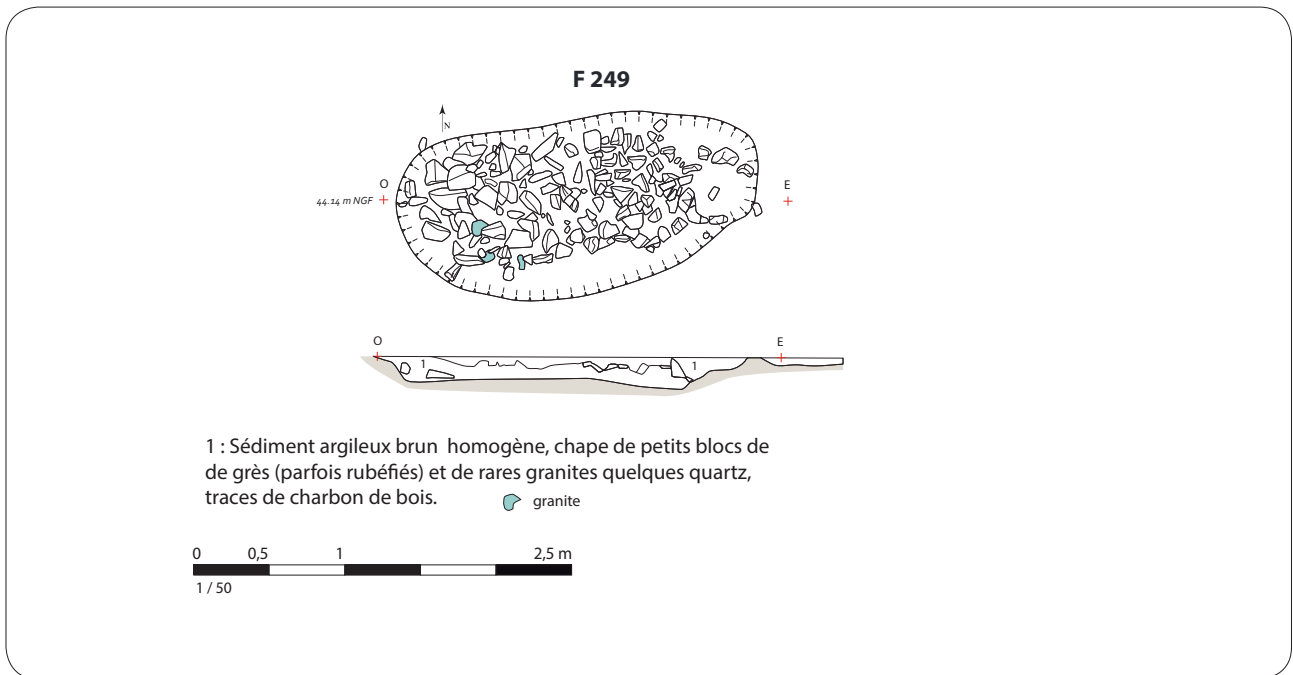 F 249
N
O
E
44.14 m NGF
O
E
1
1
1 : Sédiment argileux brun homogène, chape de petits blocs de
de grès (parfois rubéfiés) et de rares granites quelques quartz,
traces de charbon de bois.
granite
0 0,5 1 2,5 m
1 / 50